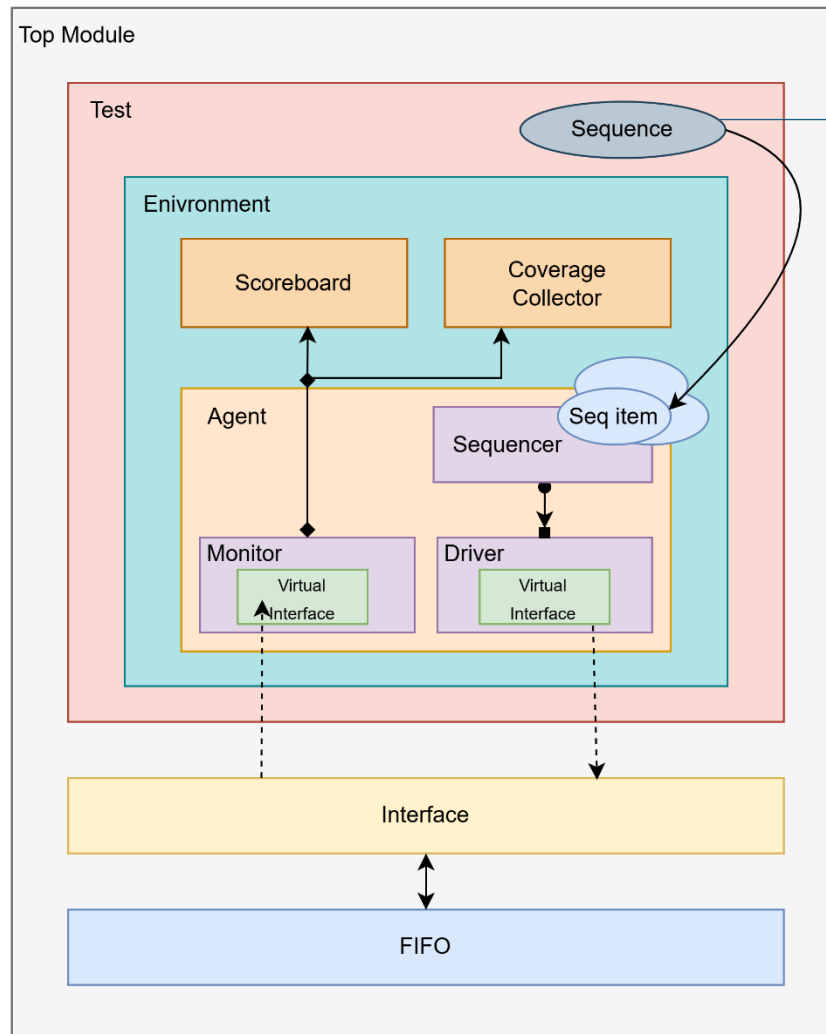 Top Module
Test
Sequence
Enivronment
Scoreboard
Coverage
Collector
Agent
Seq item
Sequencer
Monitor
Virtual
Interface
Driver
Virtual
Interface
Interface
FIFO